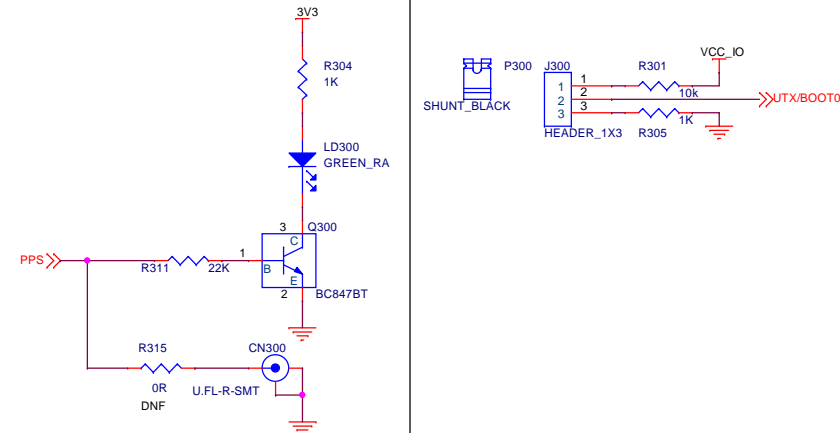 3V3
R304
1K
LD300
GREEN_RA
3
Q300
C
PPS
R311
22K
1
B
E
2
BC847BT
R315
CN300
0R
U.FL-R-SMT
DNF
VCC_IO
P300
J300
R301
SHUNT_BLACK
1
1
10k
2
2
UTX/BOOT0
3
3
1K
HEADER_1X3
R305